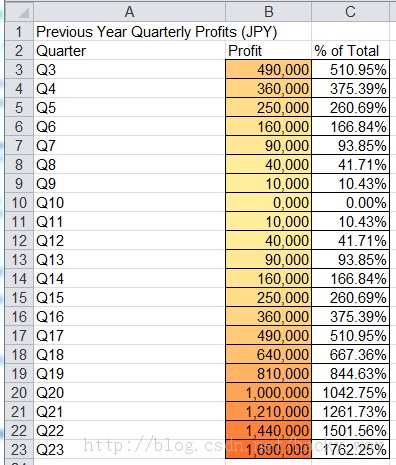 A B C
1 Previous Year Quarterly Profits (JPY)
2 Quarter Profit % of Total
3 Q3 490,000 510.95%
4 Q4 360,000 375.39%
5 Q5 250,000 260.69%
6 Q6 160,000 166.84%
7 Q7 90,000 93.85%
8 Q8 40,000 41.71%
9 Q9 10,000 10.43%
10 Q10 0,000 0.00%
11 Q11 10,000 10.43%
12 Q12 40,000 41.71%
13 Q13 90,000 93.85%
14 Q14 160,000 166.84%
15 Q15 250,000 260.69%
16 Q16 360,000 375.39%
17 Q17 490,000 510.95%
18 Q18 640,000 667.36%
19 Q19 810,000 844.63%
20 Q20 1,000,000 1042.75%
21 Q21 1,210,000 1261.73%
22 Q22 1,440,000 1501.56%
23 Q23 1,690,000 1762.25%